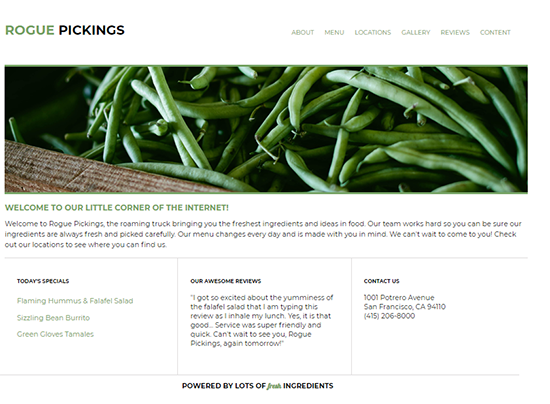 ROGUE PICKINGS
ABOUT MENU LOCATIONS GALLERY REVIEWS CONTENT
WELCOME TO OUR LITTLE CORNER OF THE INTERNET!
Welcome to Rogue Pickings, the roaming truck bringing you the freshest ingredients and ideas in food. Our team works hard so you can be sure our
ingredients are always fresh and picked carefully. Our menu changes every day and is made with you in mind. We can't wait to come to you! Check
out our locations to see where you can find us.
TODAY'S SPECIALS
Flaming Hummus & Falafel Salad
Sizzling Bean Burrito
Green Gloves Tamales
OUR AWESOME REVIEWS
"I got so excited about the yumminess
of the falafel salad that I am typing this
review as I inhale my lunch. Yes, it is that
good... Service was super friendly and
quick. Can't wait to see you, Rogue
Pickings, again tomorrow!"
CONTACT US
1001 Potrero Avenue
San Francisco, CA 94110
(415) 206-8000
POWERED BY LOTS OF fresh INGREDIENTS